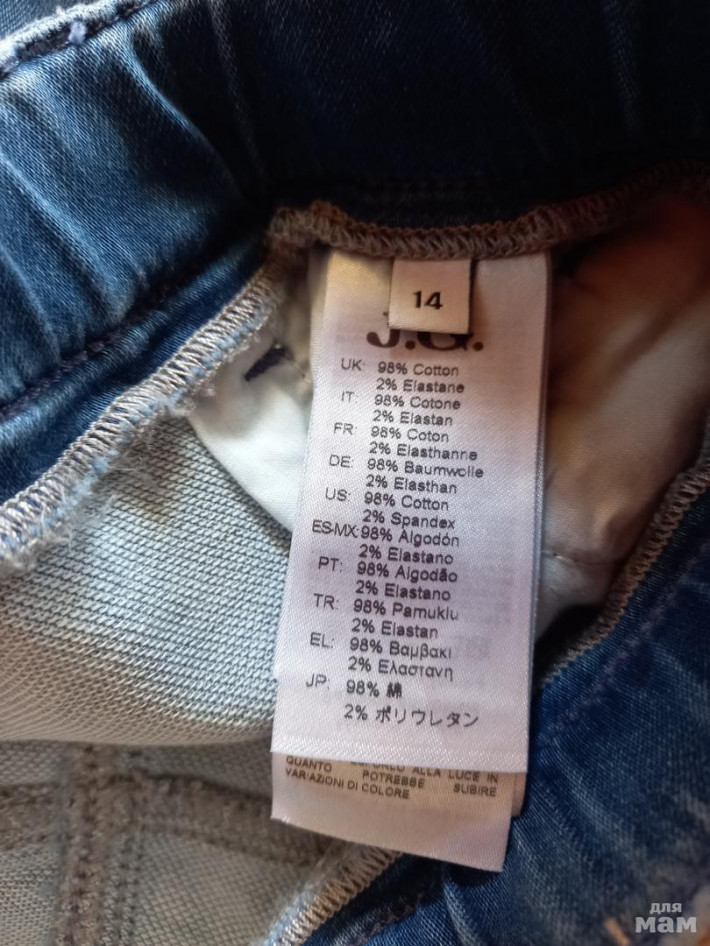 14
J.G.
UK: 98% Cotton
2% Elastane
IT: 98% Cotone
2% Elastan
FR: 98% Coton
2% Elasthanne
DE: 98% Baumwolle
2% Elasthan
US: 98% Cotton
2% Spandex
ES-MX: 98% Algodón
2% Elastano
PT: 98% Algodão
2% Elastano
TR: 98% Pamuklu
2% Elastan
EL: 98% Βαμβακι
2% Ελαστανη
JP: 98% 綿
2% ポリウレタン
QUANTO ALLA LUCE IN
POTREBBE SUBIRE
VARIAZIONI DI COLORE
для
мам